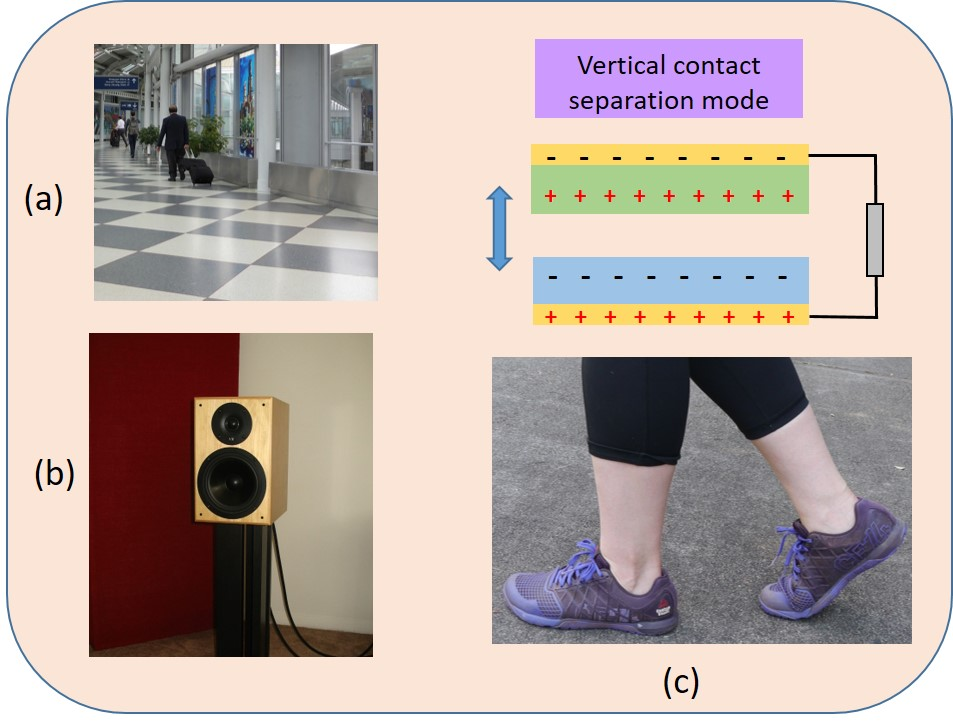 Vertical contact
separation mode
- - - - - - - -
+ + + + + + + + +
- - - - - - - -
+ + + + + + + + +
(a)
(b)
(c)